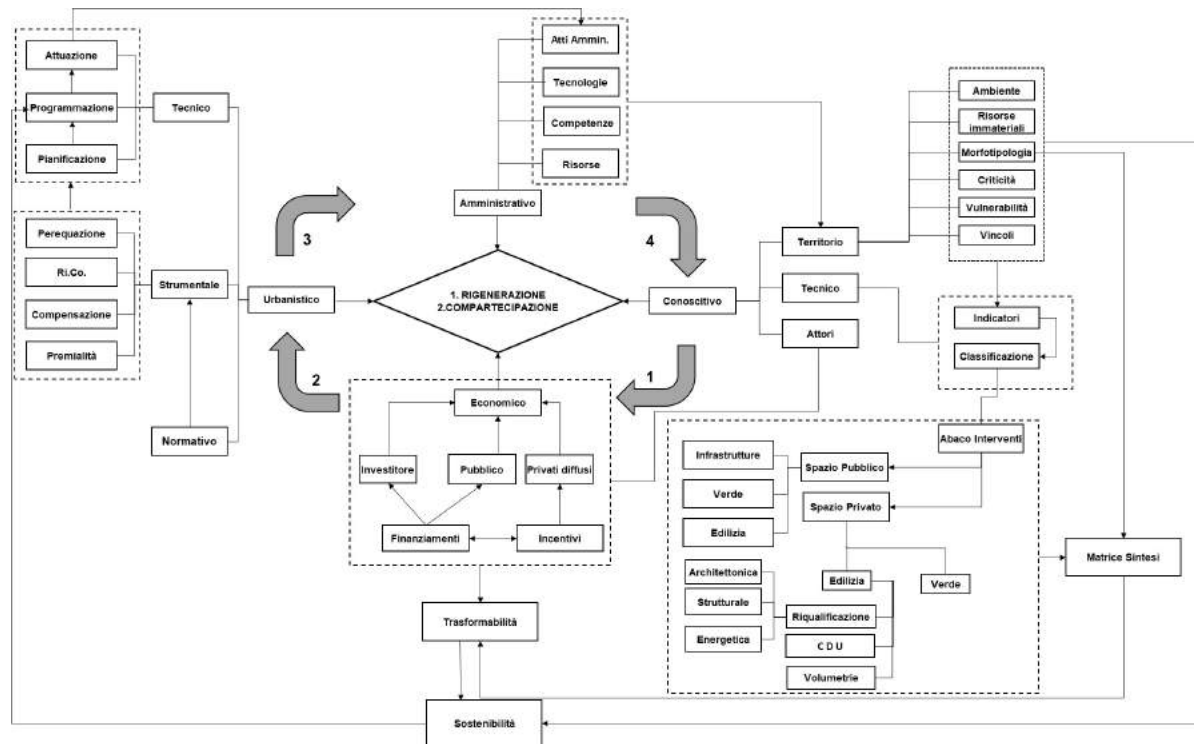 Attuazione
Programmazione
Pianificazione
Tecnico
Perequazione
Ri.Co.
Compensazione
Premialità
Strumentale
Normativo
Urbanistico
3
2
Atti Ammin.
Tecnologie
Competenze
Risorse
Amministrativo
4
1
1. RIGENERAZIONE
2.COMPARTECIPAZIONE
Conoscitivo
Territorio
Tecnico
Attori
Ambiente
Risorse
immateriali
Morfotipologia
Criticità
Vulnerabilità
Vincoli
Indicatori
Classificazione
Economico
Investitore
Pubblico
Privati diffusi
Finanziamenti
Incentivi
Abaco Interventi
Infrastrutture
Verde
Edilizia
Spazio Pubblico
Spazio Privato
Edilizia
Verde
Architettonica
Strutturale
Energetica
Riqualificazione
C D U
Volumetrie
Matrice Sintesi
Trasformabilità
Sostenibilità